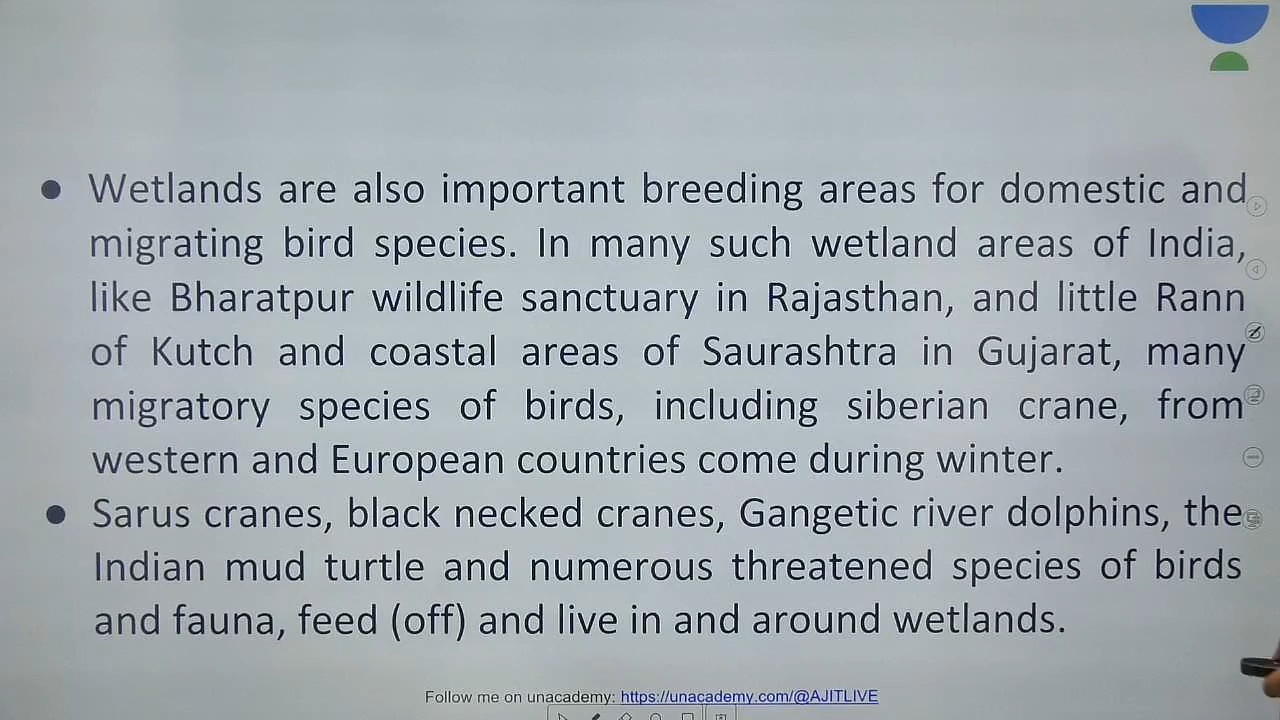 ● Wetlands are also important breeding areas for domestic and
migrating bird species. In many such wetland areas of India,
like Bharatpur wildlife sanctuary in Rajasthan, and little Rann
of Kutch and coastal areas of Saurashtra in Gujarat, many
migratory species of birds, including siberian crane, from
western and European countries come during winter.
● Sarus cranes, black necked cranes, Gangetic river dolphins, the
Indian mud turtle and numerous threatened species of birds
and fauna, feed (off) and live in and around wetlands.
Follow me on unacademy: https://unacademy.com/@AJITLIVE